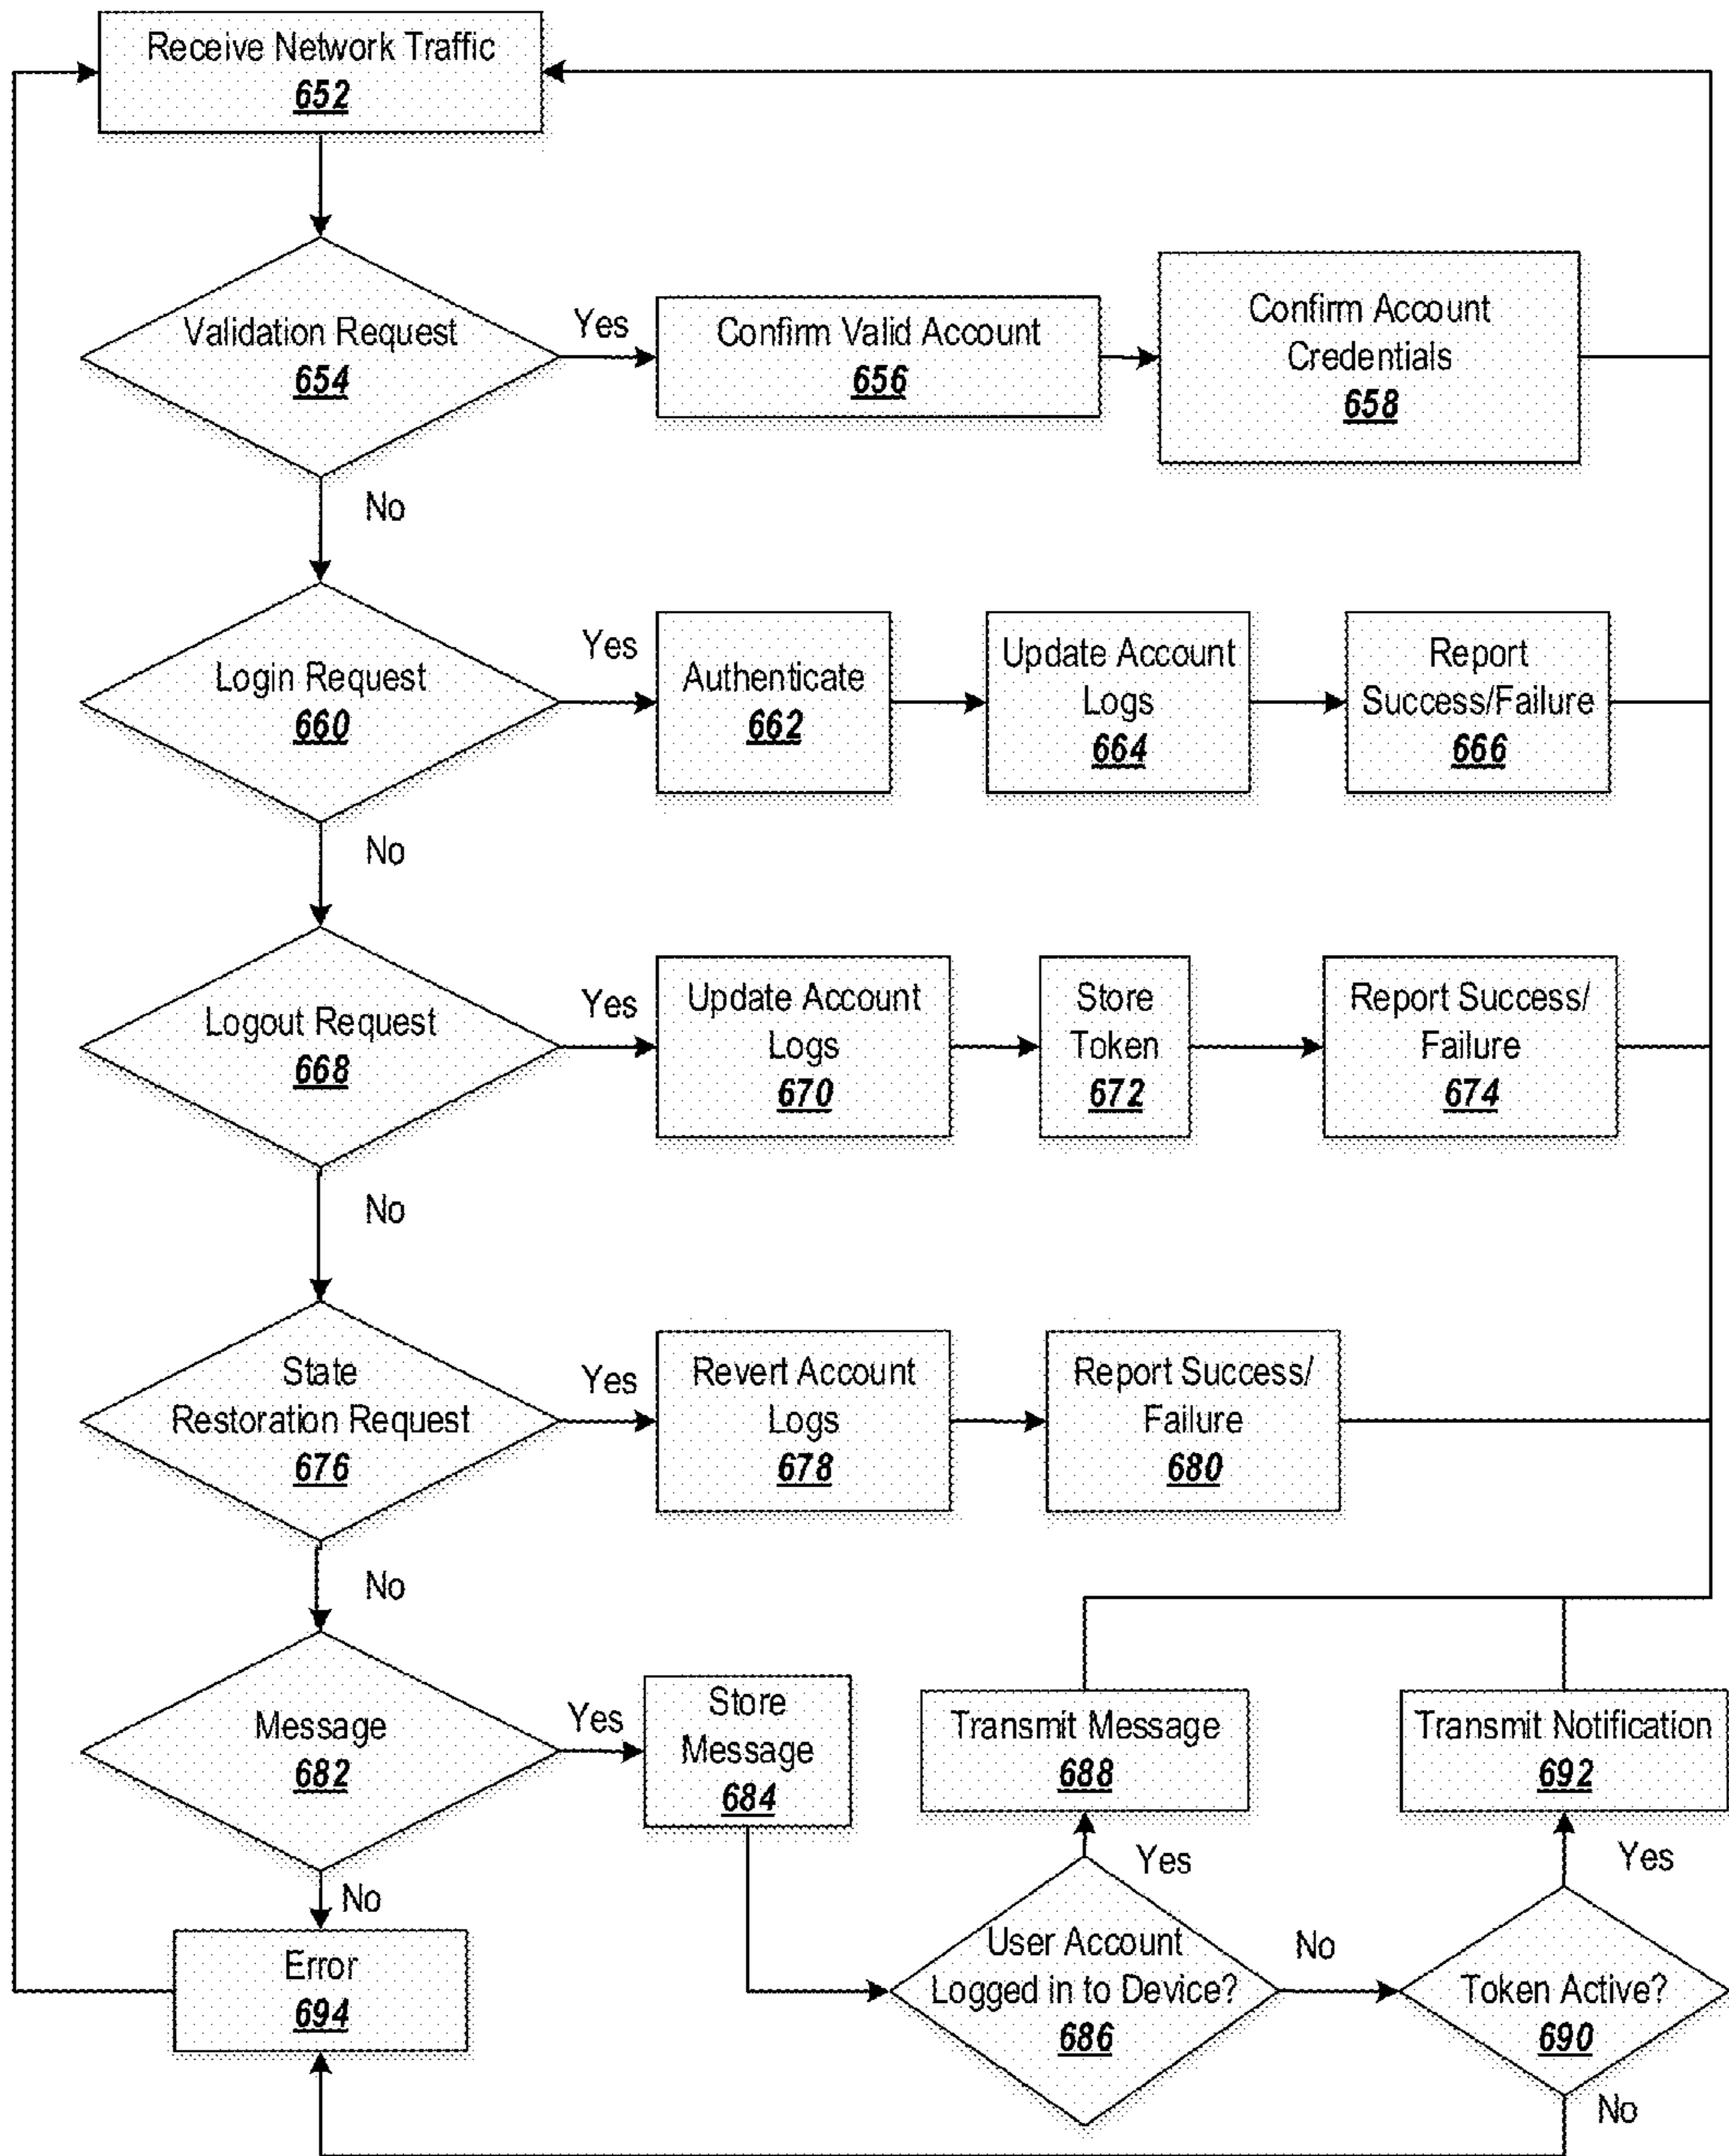 Receive Network Traffic
652
Validation Request
654
Yes
Confirm Valid Account
656
Confirm Account
Credentials
658
No
Login Request
660
Yes
Authenticate
662
Update Account
Logs
664
Report
Success/Failure
666
No
Logout Request
668
Yes
Update Account
Logs
670
Store
Token
672
Report Success/
Failure
674
No
State
Restoration Request
676
Yes
Revert Account
Logs
678
Report Success/
Failure
680
No
Message
682
Yes
Store
Message
684
Transmit Message
688
Transmit Notification
692
Yes
Yes
No
Error
694
User Account
Logged in to Device?
686
No
Token Active?
690
No